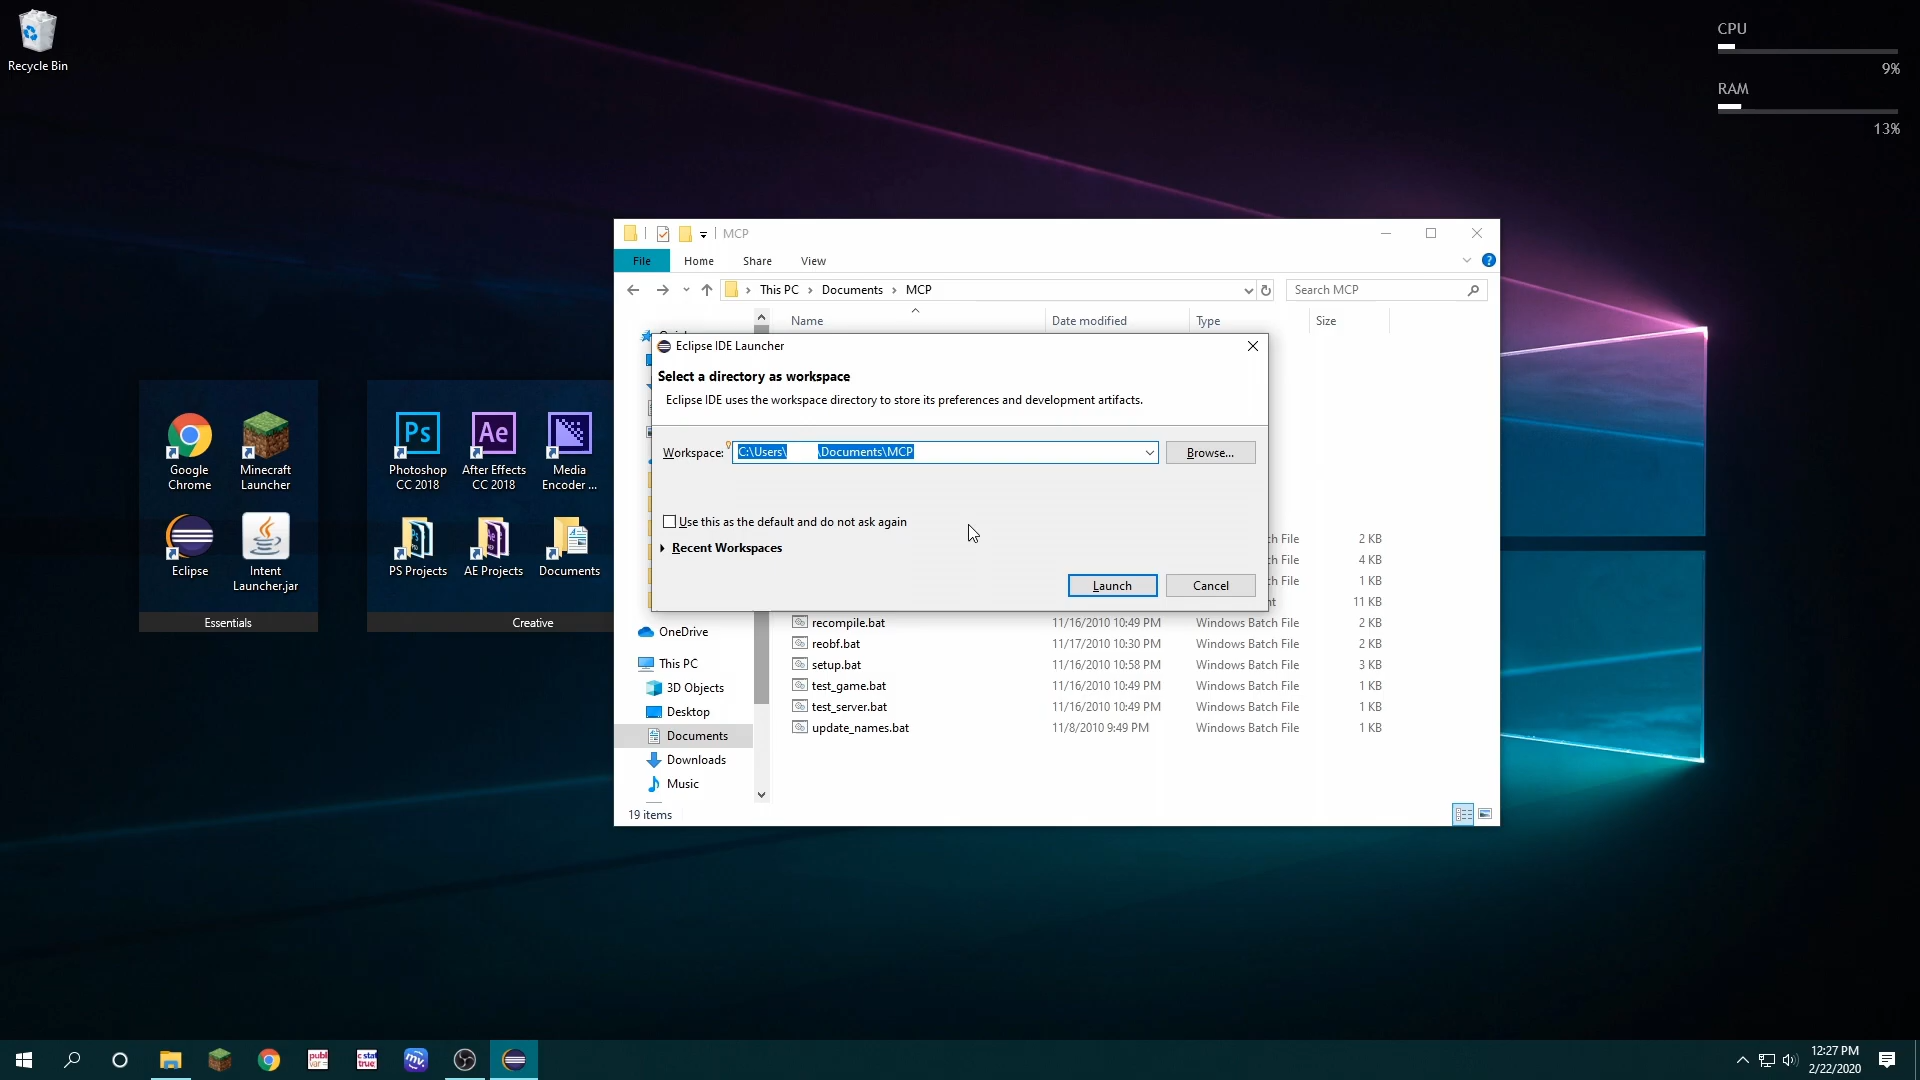 Recycle Bin
CPU
9%
RAM
13%
MCP
File Home Share View
This PC > Documents > MCP
Search MCP
Name Date modified Type Size
Eclipse IDE Launcher
Select a directory as workspace
Eclipse IDE uses the workspace directory to store its preferences and development artifacts.
Workspace: C:\Users\ \Documents\MCP Browse...
Use this as the default and do not ask again
Recent Workspaces
Launch Cancel
2 KB
4 KB
1 KB
11 KB
recompile.bat 11/16/2010 10:49 PM Windows Batch File 2 KB
reobf.bat 11/17/2010 10:30 PM Windows Batch File 2 KB
setup.bat 11/16/2010 10:58 PM Windows Batch File 3 KB
test_game.bat 11/16/2010 10:49 PM Windows Batch File 1 KB
test_server.bat 11/16/2010 10:49 PM Windows Batch File 1 KB
update_names.bat 11/8/2010 9:49 PM Windows Batch File 1 KB
OneDrive
This PC
3D Objects
Desktop
Documents
Downloads
Music
19 items
Google Chrome
Minecraft Launcher
Eclipse
Intent Launcher.jar
Essentials
Ps
Photoshop CC 2018
Ae
After Effects CC 2018
Media Encoder ...
PS Projects
AE Projects
Documents
Creative
publ
var =
c stat
true;
mv.
12:27 PM
2/22/2020